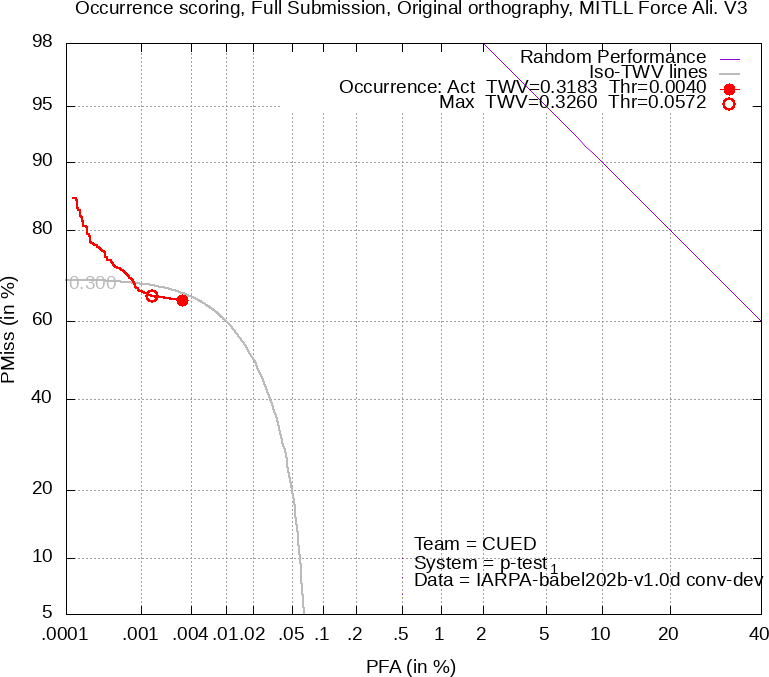 Occurrence scoring, Full Submission, Original orthography, MITLL Force Ali. V3
98
95
90
80
60
40
20
10
5
PMiss (in %)
Random Performance
Iso-TWV lines
Occurrence: Act TWV=0.3183 Thr=0.0040
Max TWV=0.3260 Thr=0.0572
0.300
Team = CUED
System = p-test1
Data = IARPA-babel202b-v1.0d conv-dev
.0001 .001 .004 .01 .02 .05 .1 .2 .5 1 2 5 10 20 40
PFA (in %)